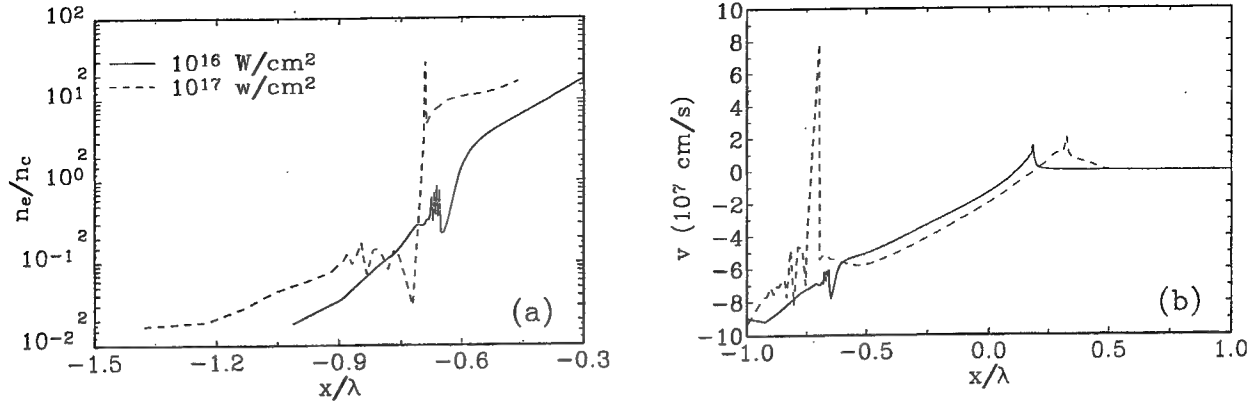 10²
10¹
10⁰
10⁻¹
10⁻²
nₑ/n꜀
10¹⁶ W/cm²
10¹⁷ w/cm²
(a)
-1.5 -1.2 -0.9 -0.6 -0.3
x/λ
10
8
6
4
2
0
-2
-4
-6
-8
-10
v (10⁷ cm/s)
(b)
-1.0 -0.5 0.0 0.5 1.0
x/λ